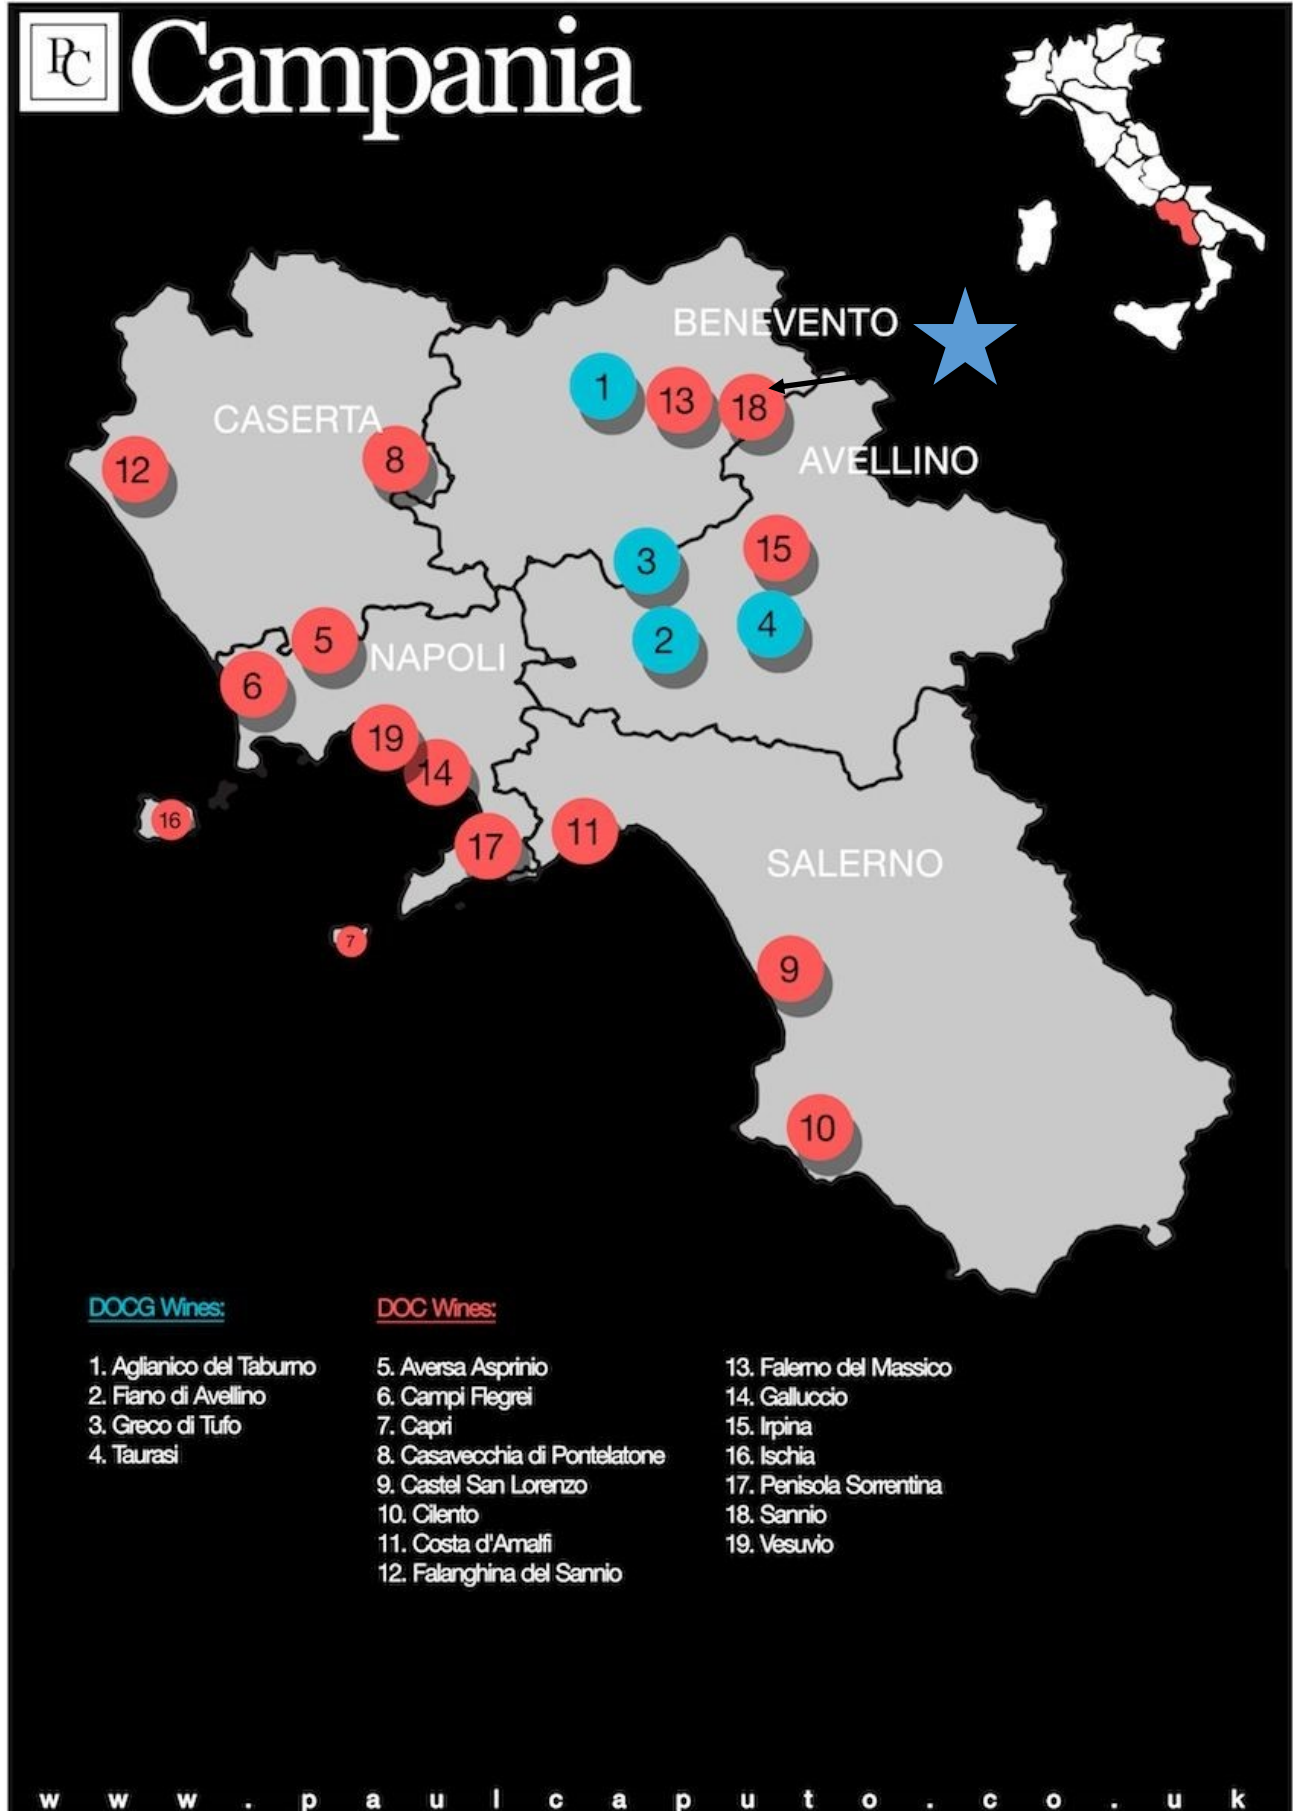 PC Campania
BENEVENTO
CASERTA
1
13
18
12
8
AVELLINO
3
15
2
4
5
NAPOLI
6
19
14
16
17
11
SALERNO
7
9
10
DOCG Wines:
1. Aglianico del Taburno
2. Fiano di Avellino
3. Greco di Tufo
4. Taurasi
DOC Wines:
5. Aversa Asprinio
6. Campi Flegrei
7. Capri
8. Casavecchia di Pontelatone
9. Castel San Lorenzo
10. Cilento
11. Costa d'Amalfi
12. Falanghina del Sannio
13. Falerno del Massico
14. Galluccio
15. Irpina
16. Ischia
17. Penisola Sorrentina
18. Sannio
19. Vesuvio
www.paulcaputo.co.uk